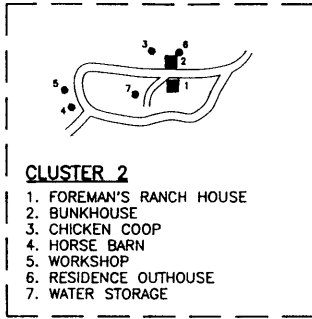 3
6
2
5
7
1
4
CLUSTER 2
1. FOREMAN'S RANCH HOUSE
2. BUNKHOUSE
3. CHICKEN COOP
4. HORSE BARN
5. WORKSHOP
6. RESIDENCE OUTHOUSE
7. WATER STORAGE